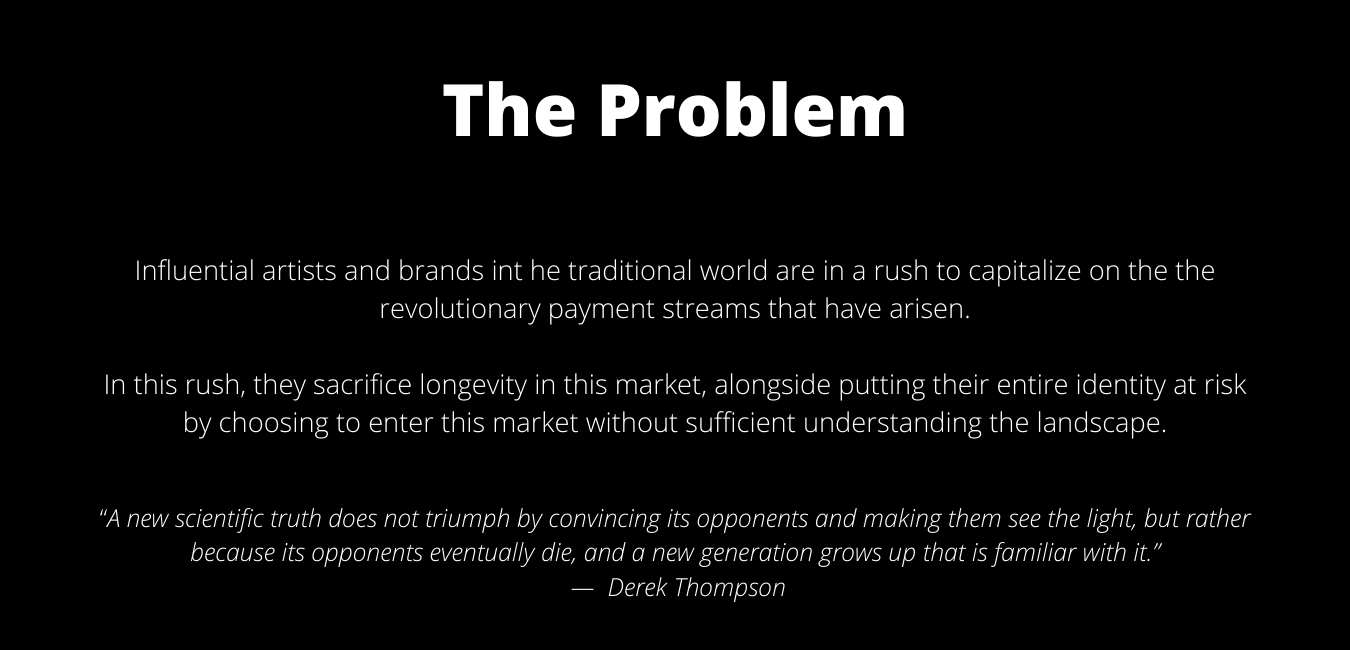 The Problem
Influential artists and brands int he traditional world are in a rush to capitalize on the the
revolutionary payment streams that have arisen.
In this rush, they sacrifice longevity in this market, alongside putting their entire identity at risk
by choosing to enter this market without sufficient understanding the landscape.
“A new scientific truth does not triumph by convincing its opponents and making them see the light, but rather
because its opponents eventually die, and a new generation grows up that is familiar with it.”
— Derek Thompson